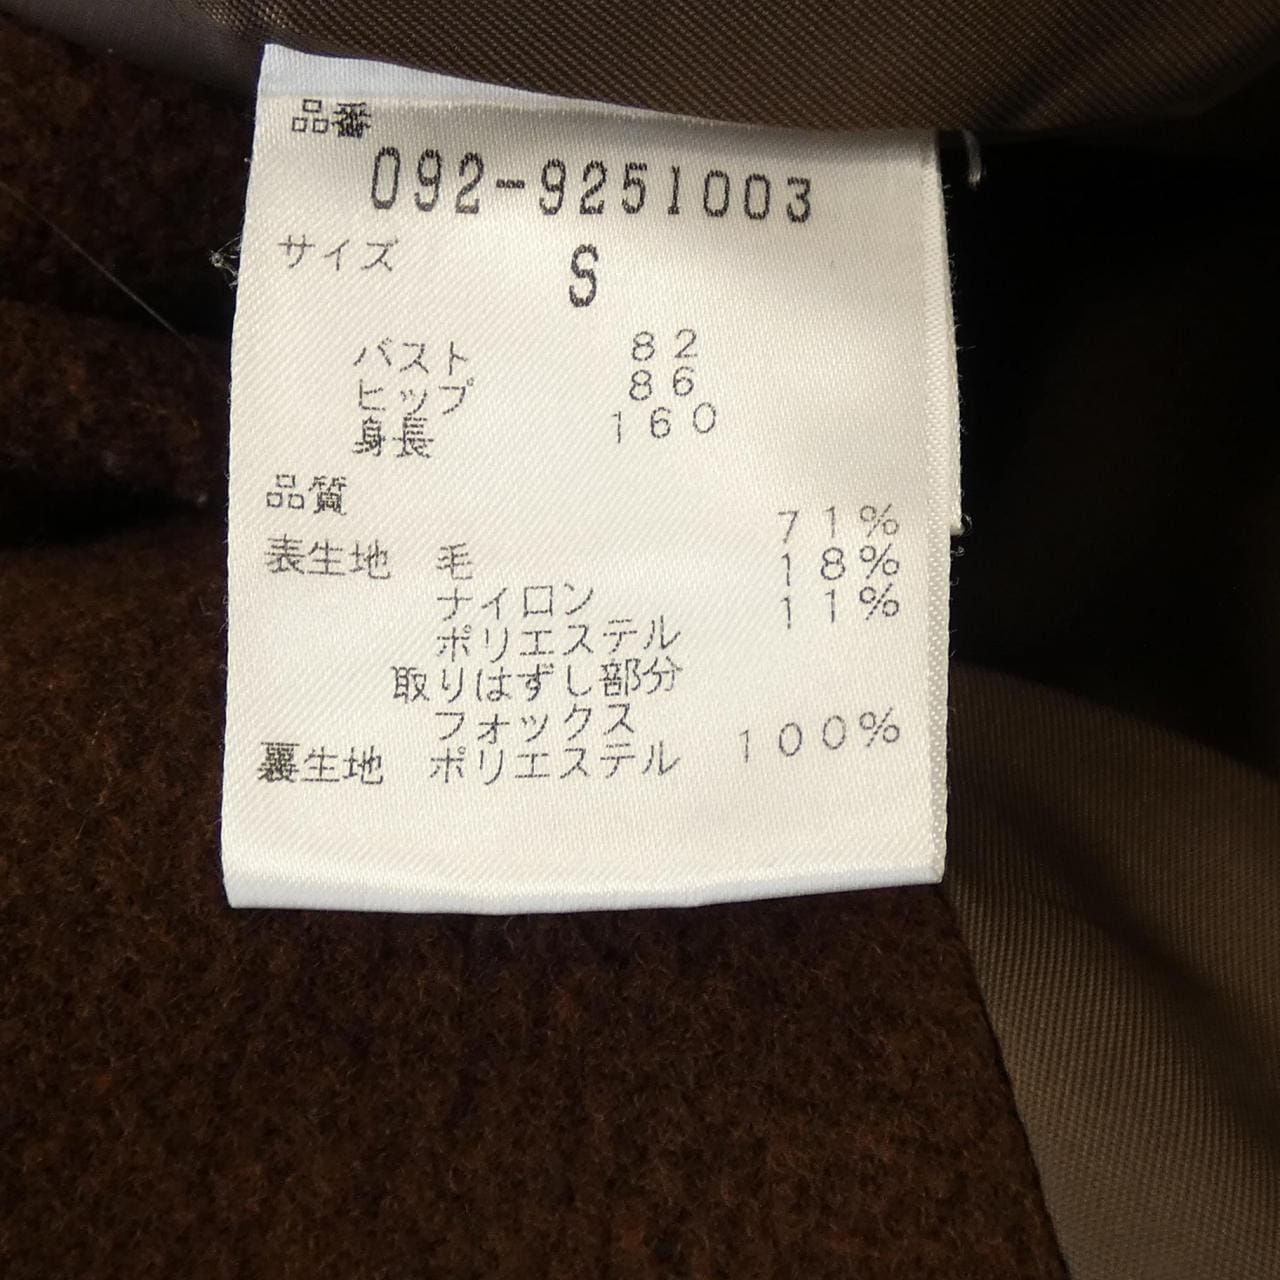 品番
092-9251003
サイズ S
バスト 82
ヒップ 86
身長 160
品質
表生地 毛 71%
ナイロン 18%
ポリエステル 11%
取りはずし部分
フォックス
裏生地 ポリエステル 100%